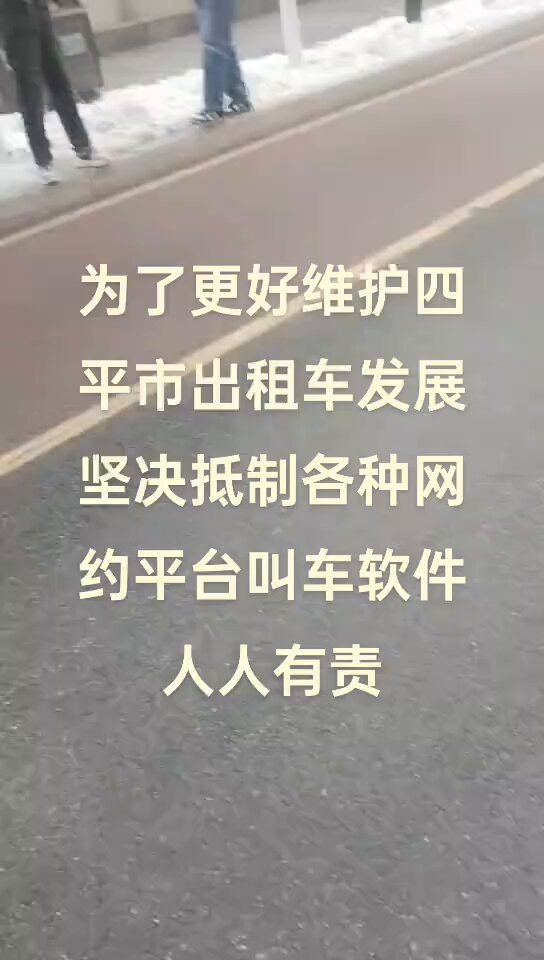 为了更好维护四
平市出租车发展
坚决抵制各种网
约平台叫车软件
人人有责